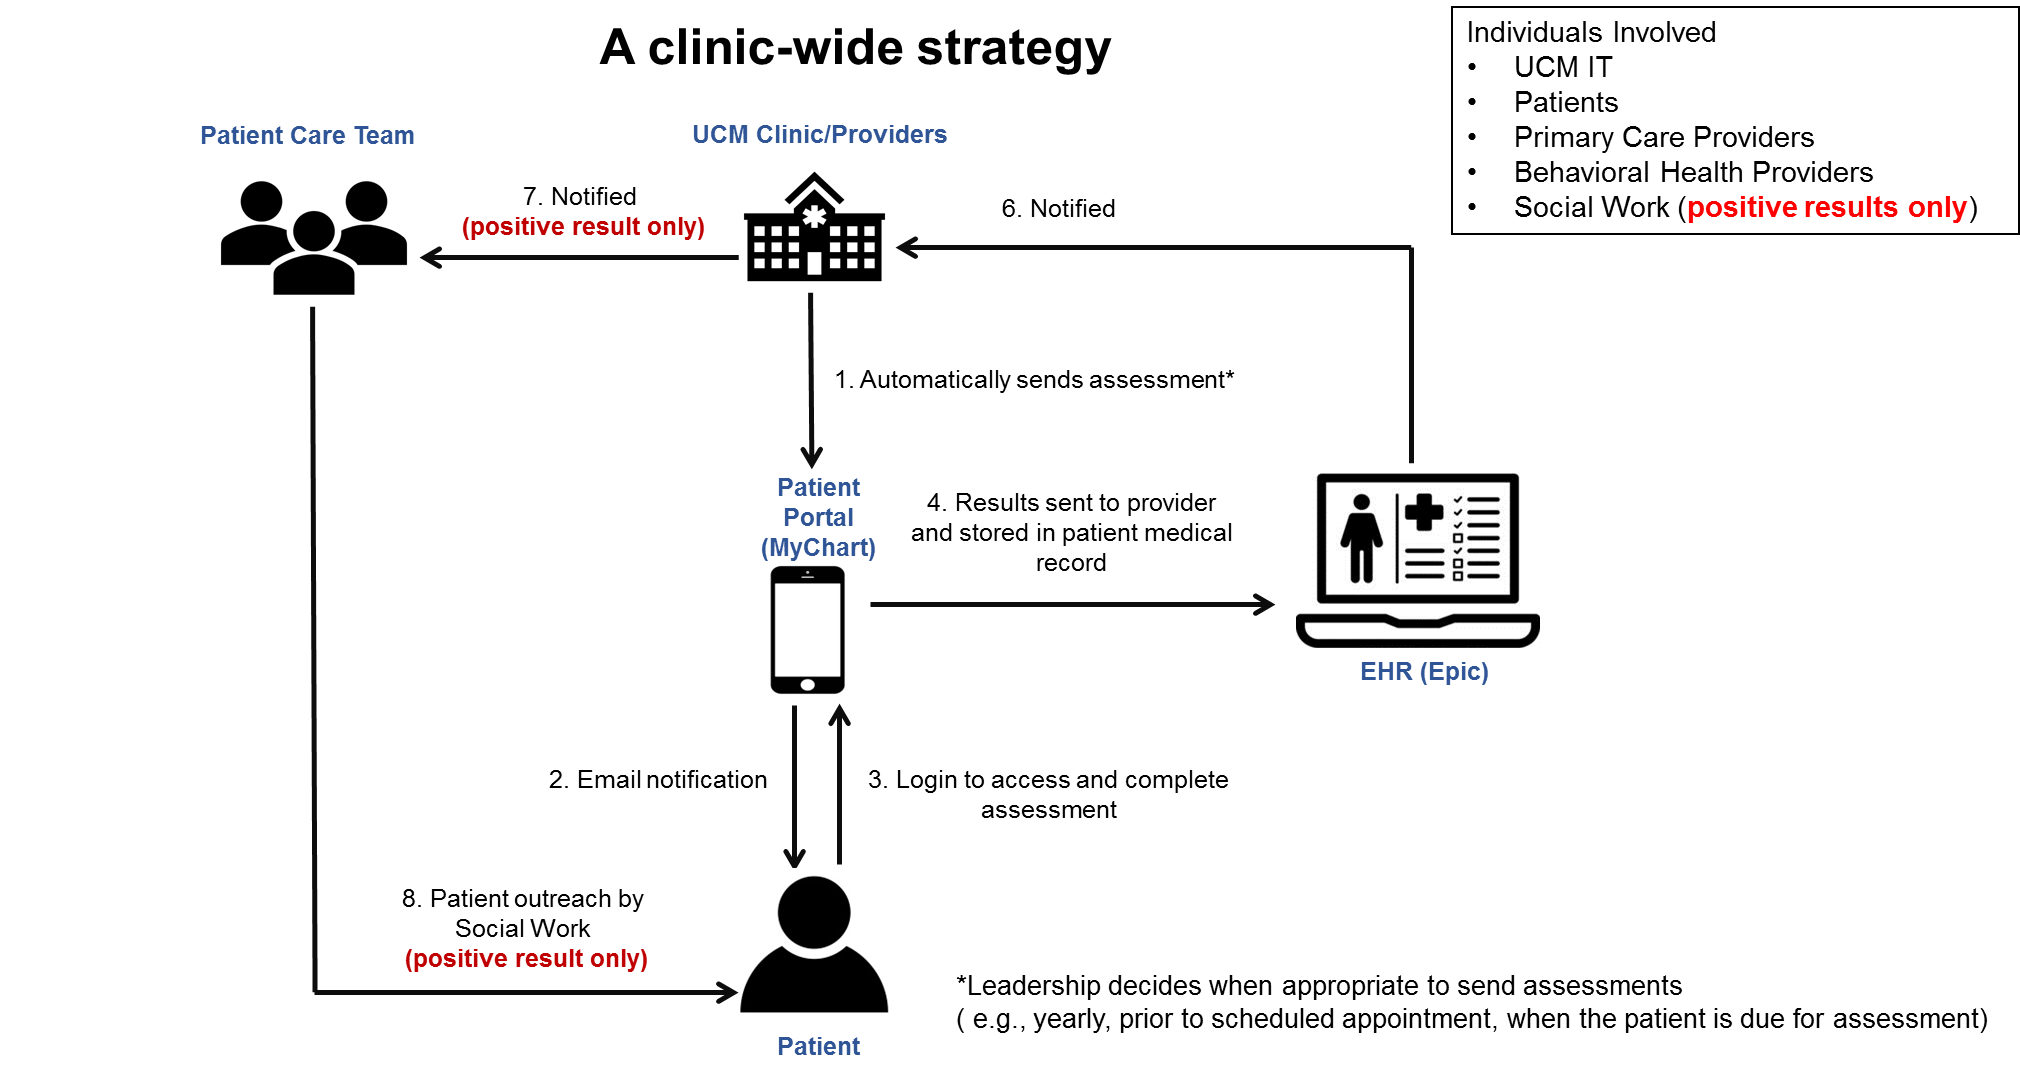 A clinic-wide strategy
Individuals Involved
• UCM IT
• Patients
• Primary Care Providers
• Behavioral Health Providers
• Social Work (positive results only)
Patient Care Team
UCM Clinic/Providers
7. Notified
(positive result only)
6. Notified
1. Automatically sends assessment*
Patient
Portal
(MyChart)
4. Results sent to provider
and stored in patient medical
record
EHR (Epic)
2. Email notification
3. Login to access and complete
assessment
8. Patient outreach by
Social Work
(positive result only)
Patient
*Leadership decides when appropriate to send assessments
( e.g., yearly, prior to scheduled appointment, when the patient is due for assessment)